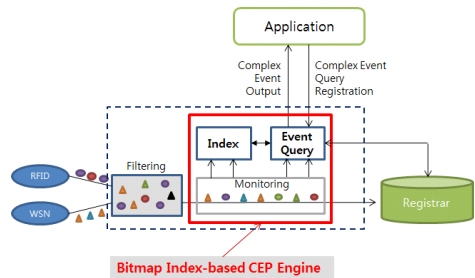 Application
Complex
Event
Output
Complex Event
Query
Registration
Index
Event
Query
Filtering
Monitoring
RFID
WSN
Registrar
Bitmap Index-based CEP Engine